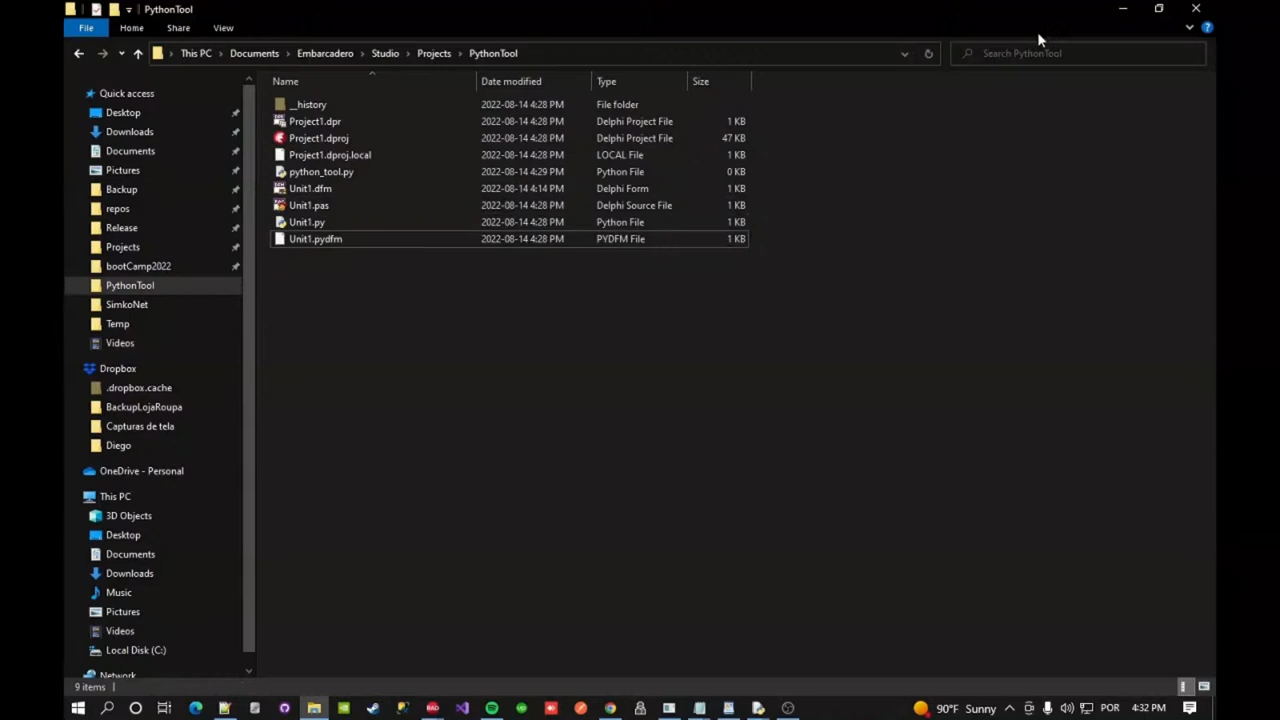 PythonTool
File Home Share View
This PC Documents Embarcadero Studio Projects PythonTool Search PythonTool
Name Date modified Type Size
Quick access
Desktop
Downloads
Documents
Pictures
Backup
repos
Release
Projects
bootCamp2022
PythonTool
SimkoNet
Temp
Videos
Dropbox
.dropbox.cache
BackupLojaRoupa
Capturas de tela
Diego
OneDrive - Personal
This PC
3D Objects
Desktop
Documents
Downloads
Music
Pictures
Videos
Local Disk (C:)
Network
__history 2022-08-14 4:28 PM File folder
Project1.dpr 2022-08-14 4:28 PM Delphi Project File 1 KB
Project1.dproj 2022-08-14 4:28 PM Delphi Project File 47 KB
Project1.dproj.local 2022-08-14 4:28 PM LOCAL File 1 KB
python_tool.py 2022-08-14 4:29 PM Python File 0 KB
Unit1.dfm 2022-08-14 4:14 PM Delphi Form 1 KB
Unit1.pas 2022-08-14 4:28 PM Delphi Source File 1 KB
Unit1.py 2022-08-14 4:28 PM Python File 1 KB
Unit1.pydfm 2022-08-14 4:28 PM PYDFM File 1 KB
9 items
90°F Sunny POR 4:32 PM